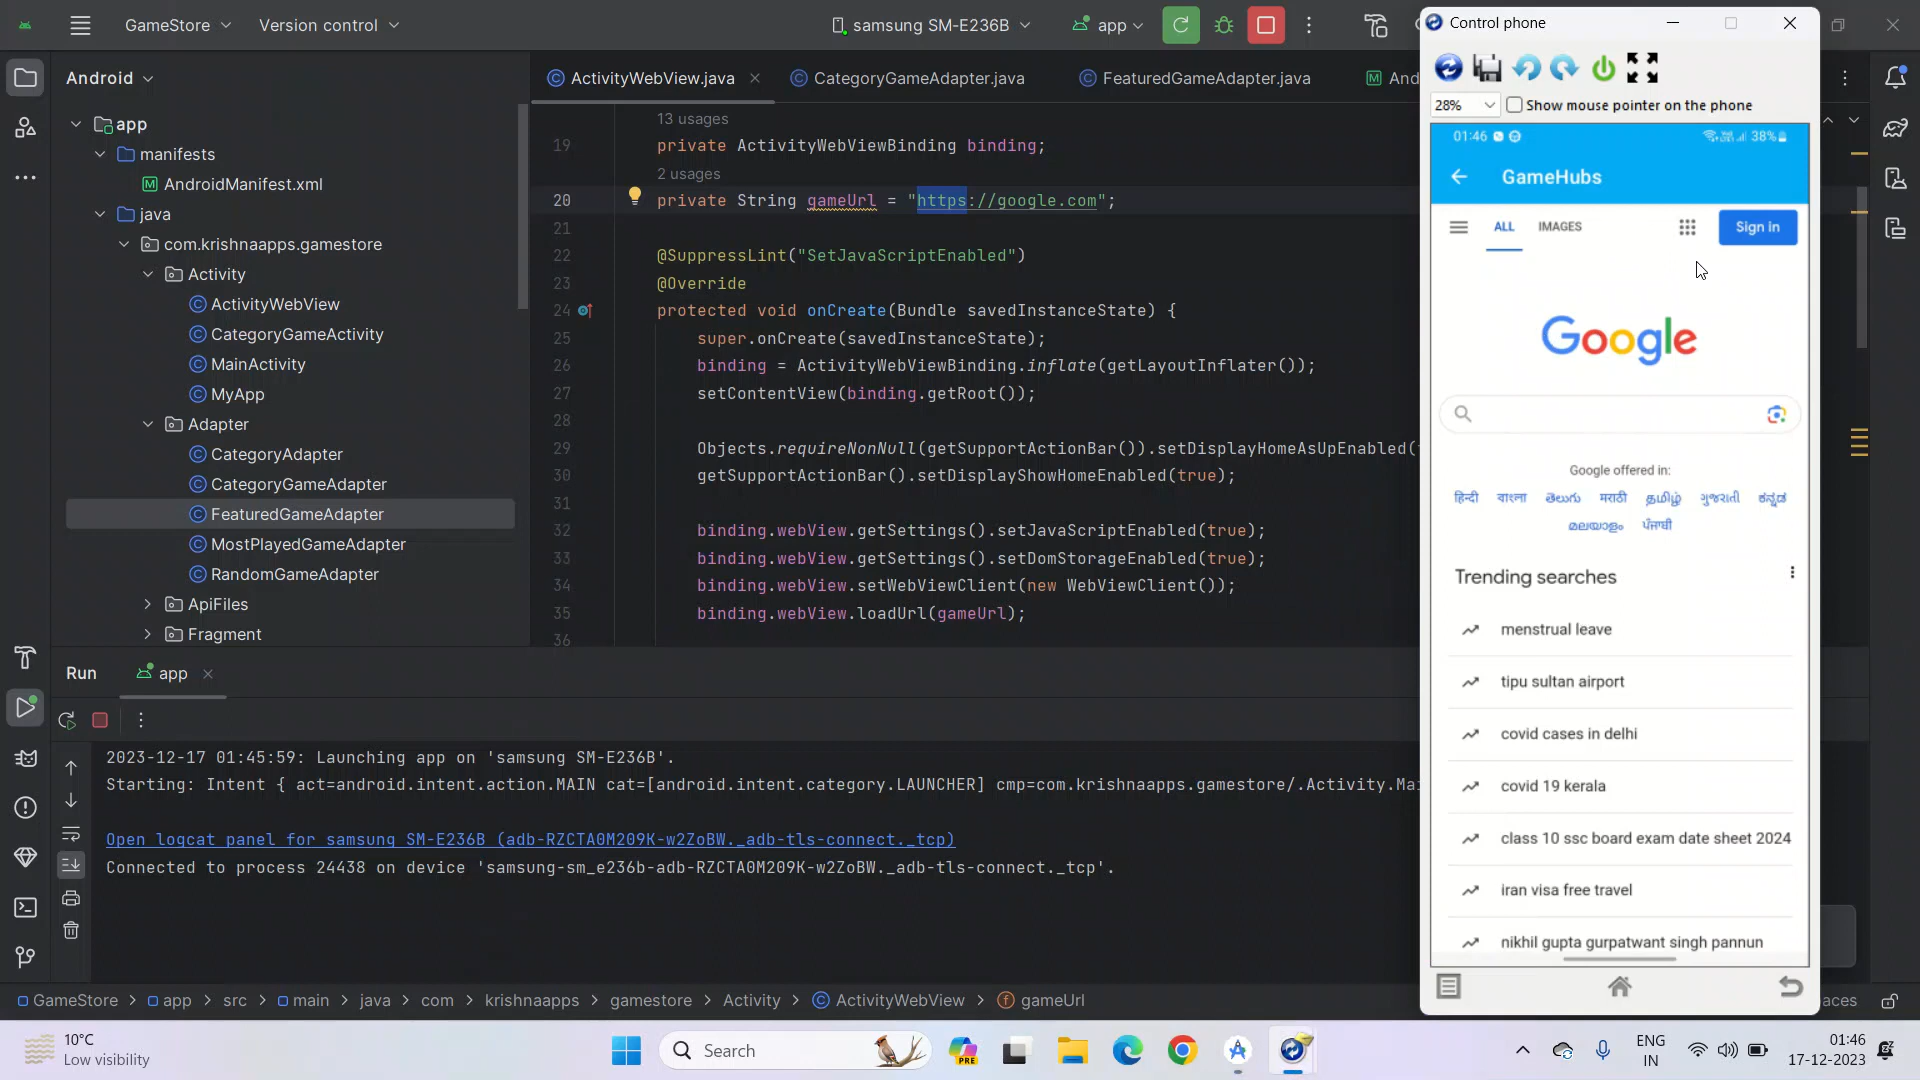 GameStore
Version control
samsung SM-E236B
app
Android
ActivityWebView.java
CategoryGameAdapter.java
FeaturedGameAdapter.java
And
app
manifests
AndroidManifest.xml
java
com.krishnaapps.gamestore
Activity
ActivityWebView
CategoryGameActivity
MainActivity
MyApp
Adapter
CategoryAdapter
CategoryGameAdapter
FeaturedGameAdapter
MostPlayedGameAdapter
RandomGameAdapter
ApiFiles
Fragment
13 usages
19 private ActivityWebViewBinding binding;
2 usages
20 private String gameUrl = "https://google.com";
21
22 @SuppressLint("SetJavaScriptEnabled")
23 @Override
24 protected void onCreate(Bundle savedInstanceState) {
25 super.onCreate(savedInstanceState);
26 binding = ActivityWebViewBinding.inflate(getLayoutInflater());
27 setContentView(binding.getRoot());
28
29 Objects.requireNonNull(getSupportActionBar()).setDisplayHomeAsUpEnabled(
30 getSupportActionBar().setDisplayShowHomeEnabled(true);
31
32 binding.webView.getSettings().setJavaScriptEnabled(true);
33 binding.webView.getSettings().setDomStorageEnabled(true);
34 binding.webView.setWebViewClient(new WebViewClient());
35 binding.webView.loadUrl(gameUrl);
36
Run
app
2023-12-17 01:45:59: Launching app on 'samsung SM-E236B'.
Starting: Intent { act=android.intent.action.MAIN cat=[android.intent.category.LAUNCHER] cmp=com.krishnaapps.gamestore/.Activity.Mai
Open logcat panel for samsung SM-E236B (adb-RZCTA0M209K-w2ZoBW._adb-tls-connect._tcp)
Connected to process 24438 on device 'samsung-sm_e236b-adb-RZCTA0M209K-w2ZoBW._adb-tls-connect._tcp'.
GameStore > app > src > main > java > com > krishnaapps > gamestore > Activity > ActivityWebView > gameUrl
aces
Control phone
28%
Show mouse pointer on the phone
01:46
38%
GameHubs
ALL
IMAGES
Sign in
Google
Google offered in:
हिन्दी বাংলা తెలుగు मराठी தமிழ் ગુજરાતી ಕನ್ನಡ
മലയാളം ਪੰਜਾਬੀ
Trending searches
menstrual leave
tipu sultan airport
covid cases in delhi
covid 19 kerala
class 10 ssc board exam date sheet 2024
iran visa free travel
nikhil gupta gurpatwant singh pannun
10°C
Low visibility
Search
PRE
ENG
IN
01:46
17-12-2023